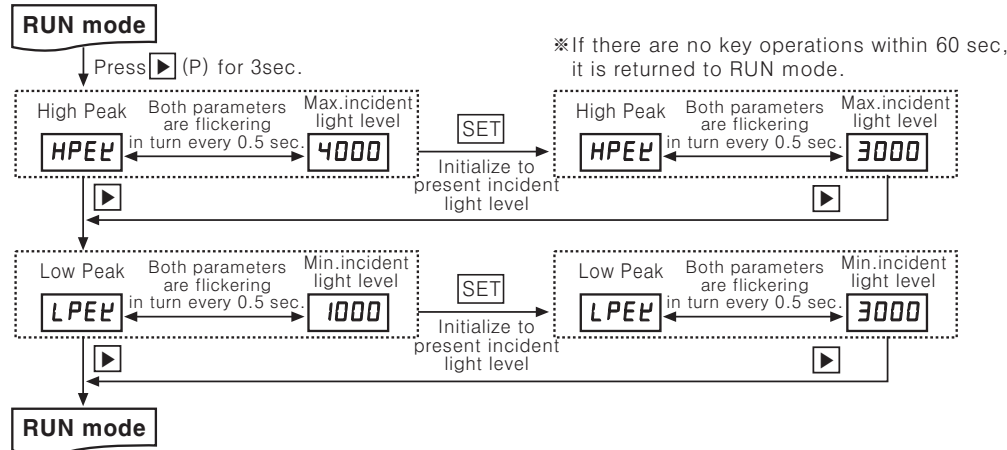 RUN mode
Press ▶ (P) for 3sec.
※If there are no key operations within 60 sec,
it is returned to RUN mode.
High Peak
Both parameters
are flickering
in turn every 0.5 sec.
Max.incident
light level
HPEK
4000
SET
Initialize to
present incident
light level
High Peak
Both parameters
are flickering
in turn every 0.5 sec.
Max.incident
light level
HPEK
3000
▶
▶
Low Peak
Both parameters
are flickering
in turn every 0.5 sec.
Min.incident
light level
LPEK
1000
SET
Initialize to
present incident
light level
Low Peak
Both parameters
are flickering
in turn every 0.5 sec.
Min.incident
light level
LPEK
3000
▶
▶
RUN mode